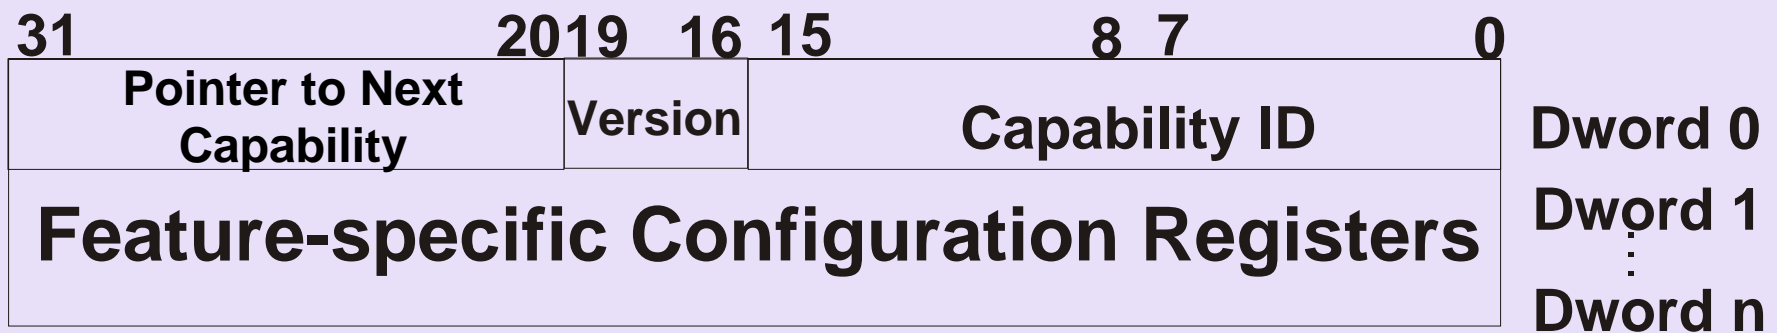 31 2019 16 15 8 7 0
Pointer to Next
Capability
Version
Capability ID
Dword 0
Feature-specific Configuration Registers
Dword 1
⋮
Dword n